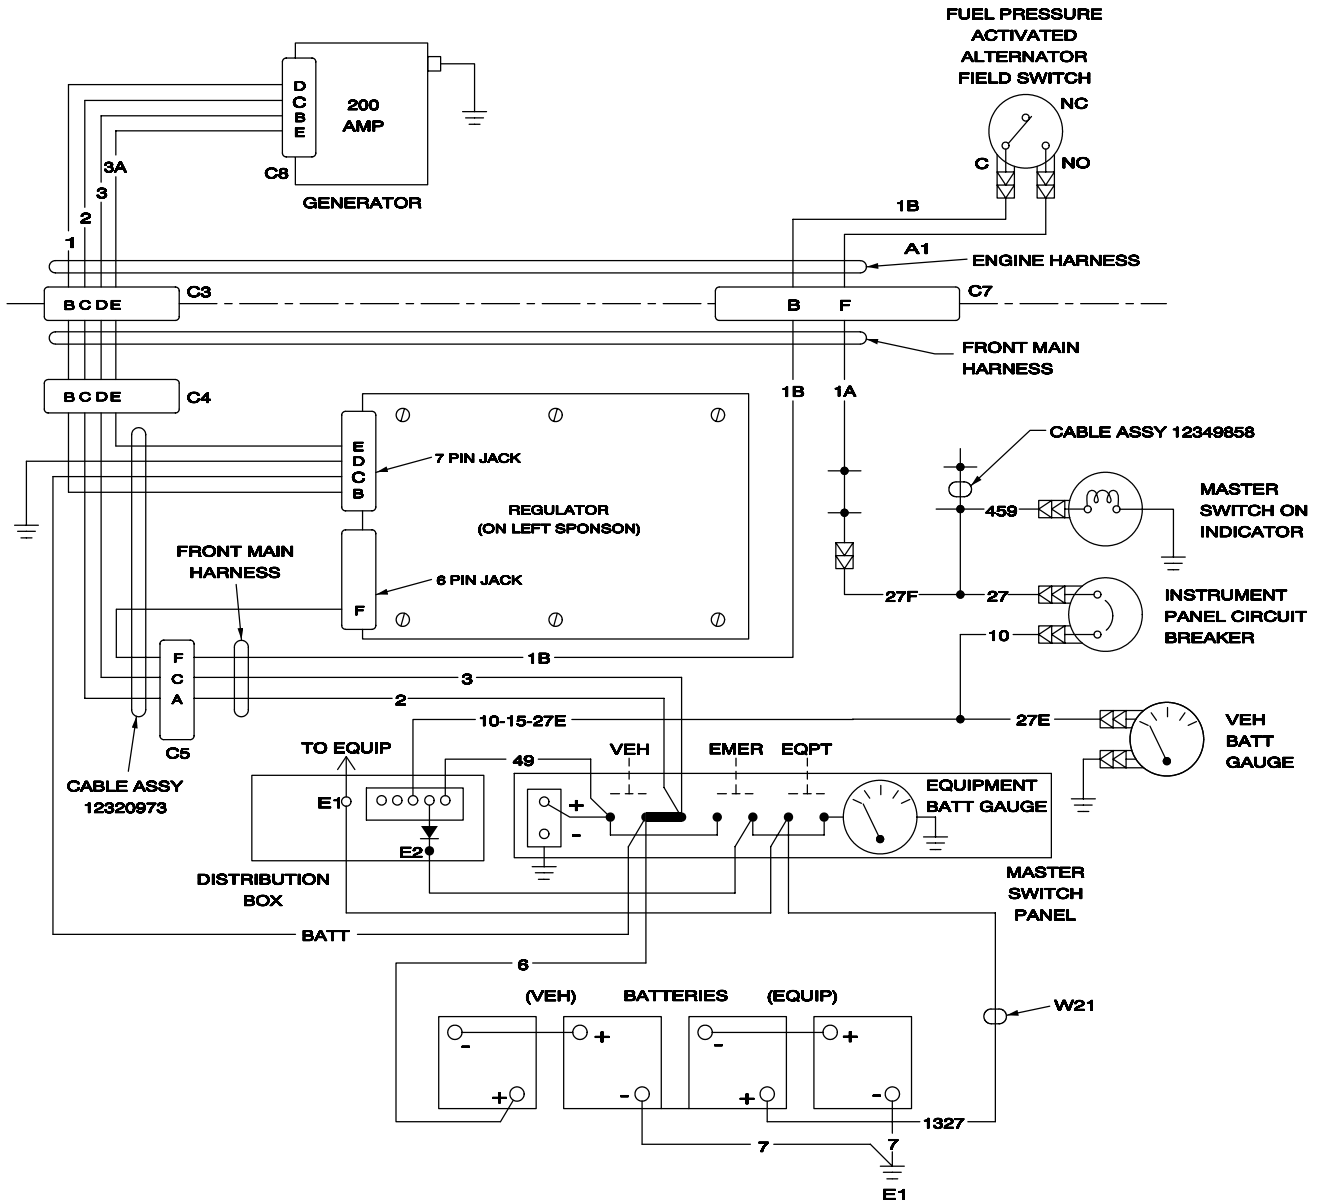 FUEL PRESSURE
ACTIVATED
ALTERNATOR
FIELD SWITCH
NC
C
NO
D
C
B
E
200
AMP
C8
GENERATOR
3A
3
2
1
1B
A1
ENGINE HARNESS
B C D E
C3
B F
C7
FRONT MAIN
HARNESS
B C D E
C4
1B
1A
E
D
C
B
7 PIN JACK
REGULATOR
(ON LEFT SPONSON)
6 PIN JACK
F
CABLE ASSY 12349858
459
MASTER
SWITCH ON
INDICATOR
27F
27
10
INSTRUMENT
PANEL CIRCUIT
BREAKER
FRONT MAIN
HARNESS
F
C
A
C5
1B
3
2
10-15-27E
27E
VEH
BATT
GAUGE
CABLE ASSY
12320973
TO EQUIP
49
VEH
EMER
EQPT
E1
E2
DISTRIBUTION
BOX
+
-
EQUIPMENT
BATT GAUGE
MASTER
SWITCH
PANEL
BATT
6
(VEH) BATTERIES (EQUIP)
W21
-
+
+
-
-
+
+
-
1327
7
7
E1